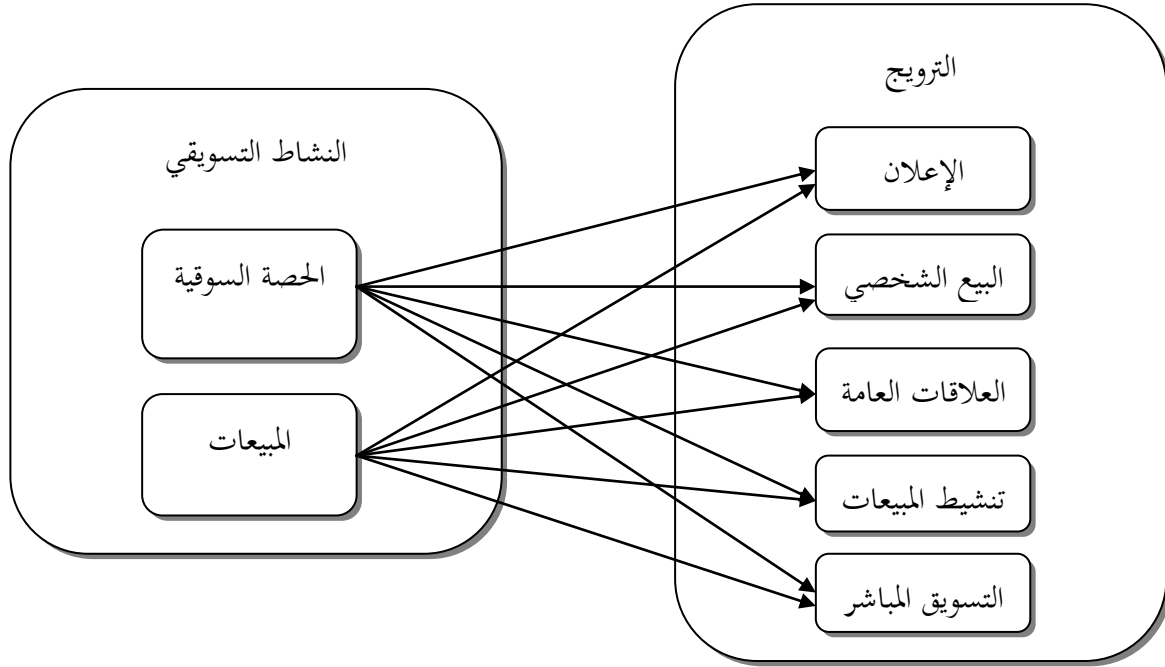 الترويج
الإعلان
البيع الشخصي
العلاقات العامة
تنشيط المبيعات
التسويق المباشر
النشاط التسويقي
الحصة السوقية
المبيعات